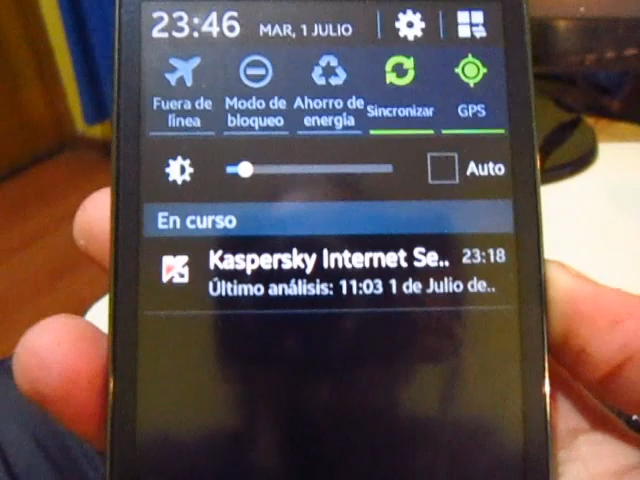 23:46 MAR, 1 JULIO
Fuera de línea
Modo de bloqueo
Ahorro de energía
Sincronizar
GPS
Auto
En curso
Kaspersky Internet Se.. 23:18
Último análisis: 11:03 1 de Julio de..